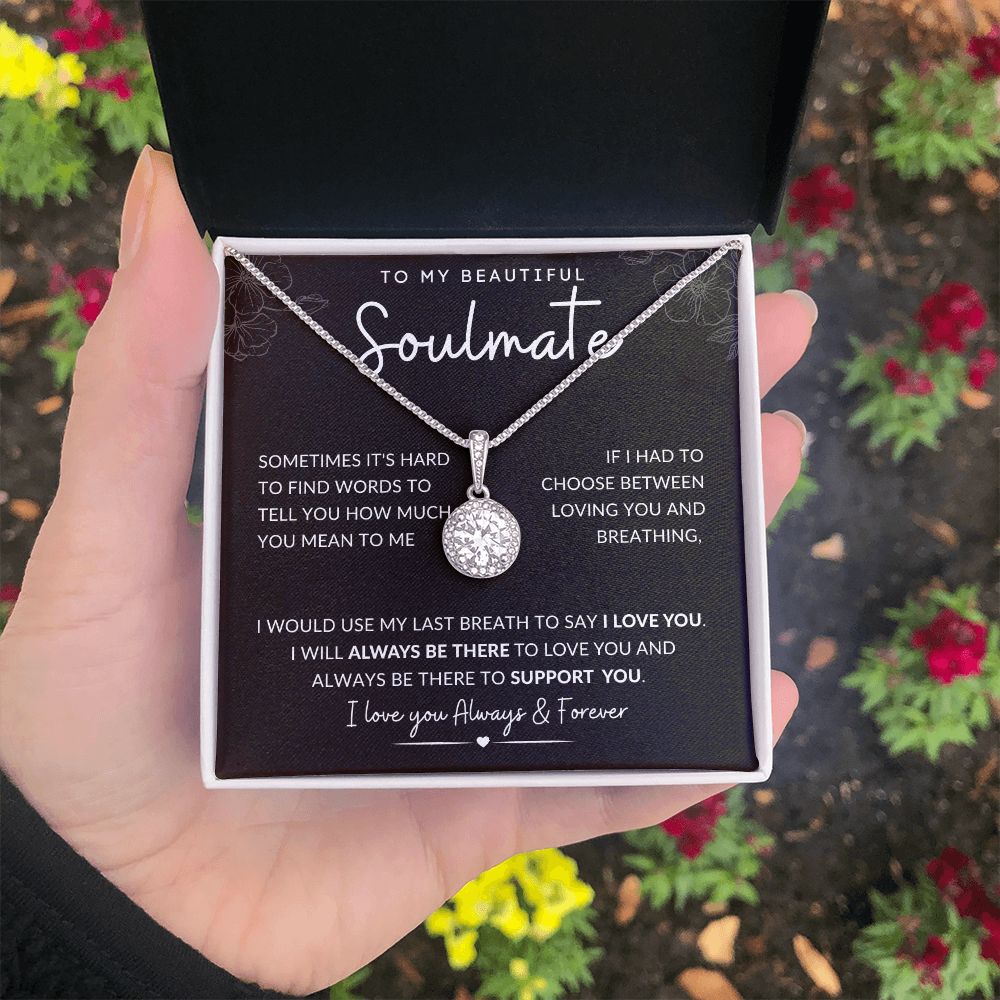 TO MY BEAUTIFUL
Soulmate
SOMETIMES IT'S HARD
TO FIND WORDS TO
TELL YOU HOW MUCH
YOU MEAN TO ME
IF I HAD TO
CHOOSE BETWEEN
LOVING YOU AND
BREATHING,
I WOULD USE MY LAST BREATH TO SAY I LOVE YOU.
I WILL ALWAYS BE THERE TO LOVE YOU AND
ALWAYS BE THERE TO SUPPORT YOU.
I love you Always & Forever